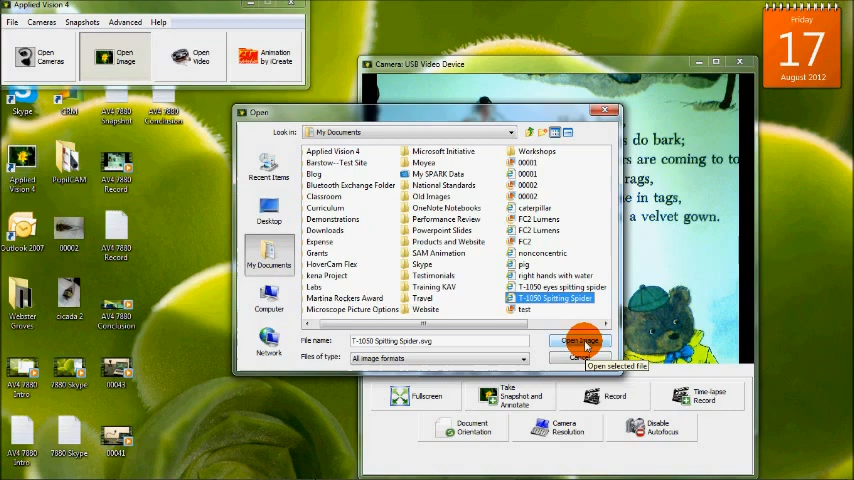 Applied Vision 4
File Cameras Snapshots Advanced Help
Open Cameras
Open Image
Open Video
Animation by iCreate
Friday
17
August 2012
Skype
CRM
AV4 7880 Snapshot
AV4 7880 Conclusion
Applied Vision 4
PupilCAM
AV4 7880 Record
Outlook 2007
00002
AV4 7880 Record
Webster Groves
cicada 2
AV4 7880 Conclusion
AV4 7880 Intro
7880 Skype
00043
AV4 7880 Intro
7880 Skype
00041
Camera: USB Video Device
do bark;
rs are coming to to
rags,
e in tags,
a velvet gown.
Open
Look in: My Documents
Recent Items
Desktop
My Documents
Computer
Network
Applied Vision 4
Barstow--Test Site
Blog
Bluetooth Exchange Folder
Classroom
Curriculum
Demonstrations
Downloads
Expense
Grants
HoverCam Flex
kena Project
Labs
Martina Rockers Award
Microscope Picture Options
Microsoft Initiative
Moyea
My SPARK Data
National Standards
Old Images
OneNote Notebooks
Performance Review
Powerpoint Slides
Products and Website
SAM Animation
Skype
Testimonials
Training KAV
Travel
Website
Workshops
00001
00001
00002
00002
caterpillar
FC2 Lumens
FC2 Lumens
FC2
nonconcentric
pig
right hands with water
T-1050 eyes spitting spider
T-1050 Spitting Spider
test
File name: T-1050 Spitting Spider.svg
Open Image
Files of type: All image formats
Cancel
Open selected file
Fullscreen
Take Snapshot and Annotate
Record
Time-lapse Record
Document Orientation
Camera Resolution
Disable Autofocus